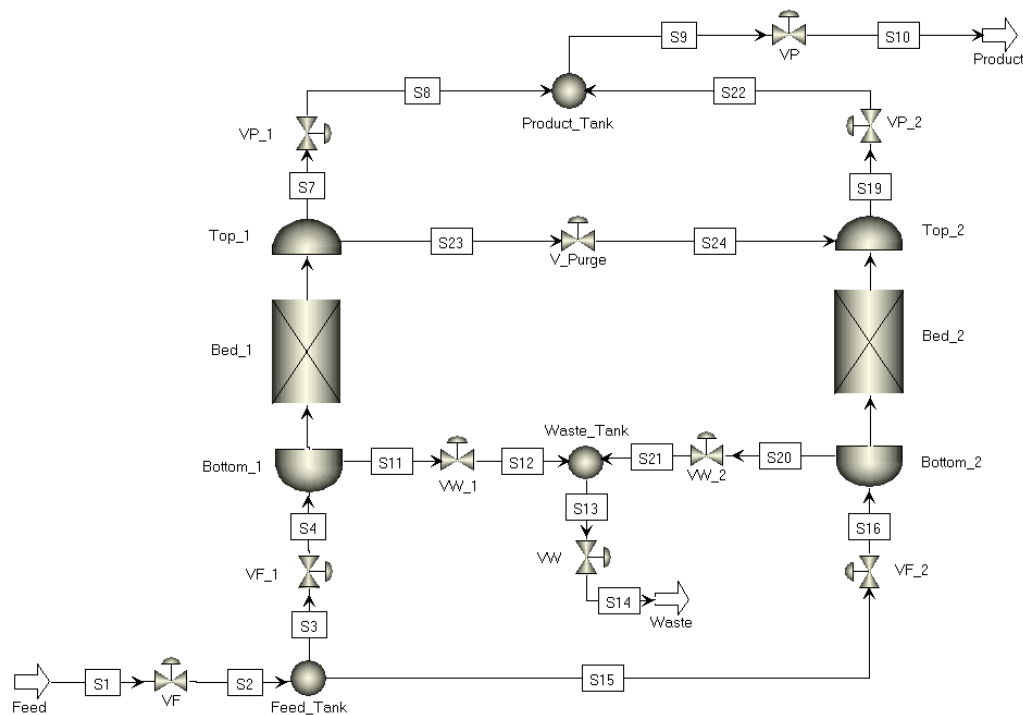 S9
S10
VP
Product
S8
S22
Product_Tank
VP_1
VP_2
S7
S19
Top_1
S23
S24
Top_2
V_Purge
Bed_1
Bed_2
Waste_Tank
Bottom_1
S11
S12
S21
S20
Bottom_2
VW_1
VW_2
S13
S4
S16
VW
VF_1
VF_2
S14
Waste
S3
S1
S2
S15
Feed
VF
Feed_Tank